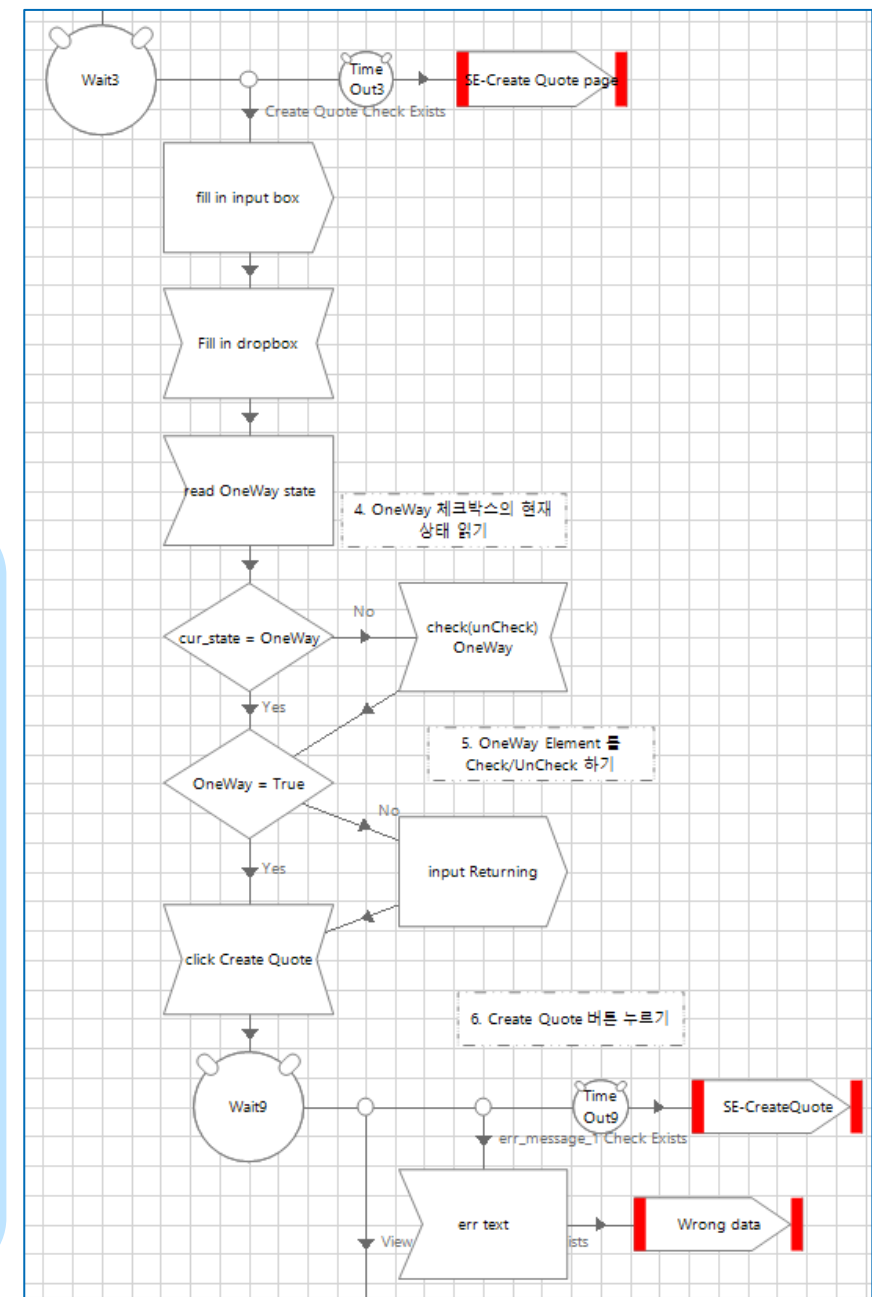 Wait3
Time
Out3
SE-Create Quote page
Create Quote Check Exists
fill in input box
Fill in dropbox
read OneWay state
4. OneWay 체크박스의 현재
상태 읽기
No
cur_state = OneWay
check(unCheck)
OneWay
Yes
5. OneWay Element 를
Check/UnCheck 하기
OneWay = True
No
Yes
input Returning
click Create Quote
6. Create Quote 버튼 누르기
Wait9
Time
Out9
SE-CreateQuote
err_message_1 Check Exists
err text
Wrong data
View